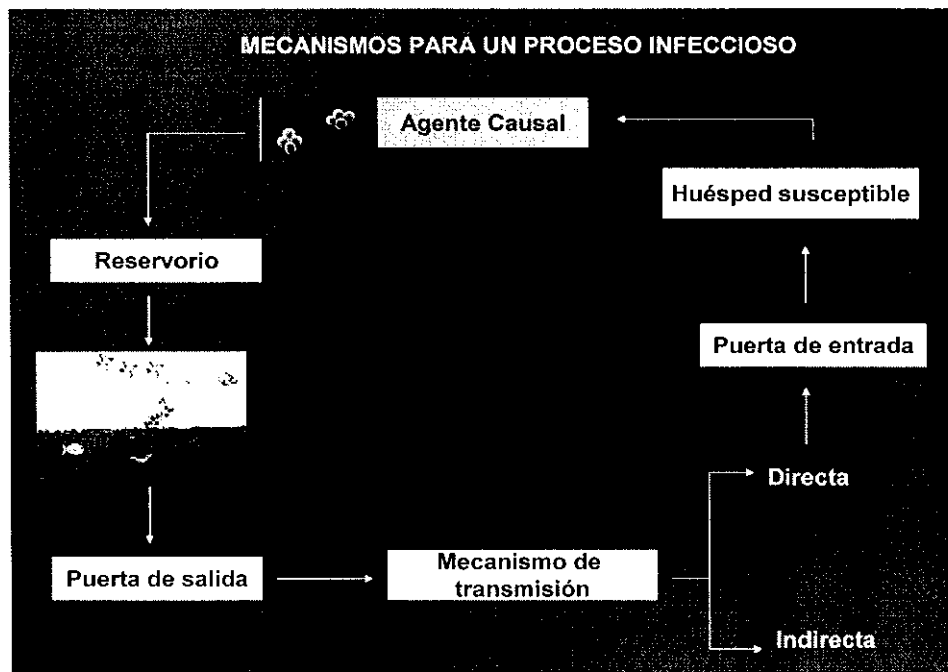 MECANISMOS PARA UN PROCESO INFECCIOSO
Agente Causal
Huésped susceptible
Reservorio
Puerta de entrada
Directa
Puerta de salida
Mecanismo de
transmisión
Indirecta